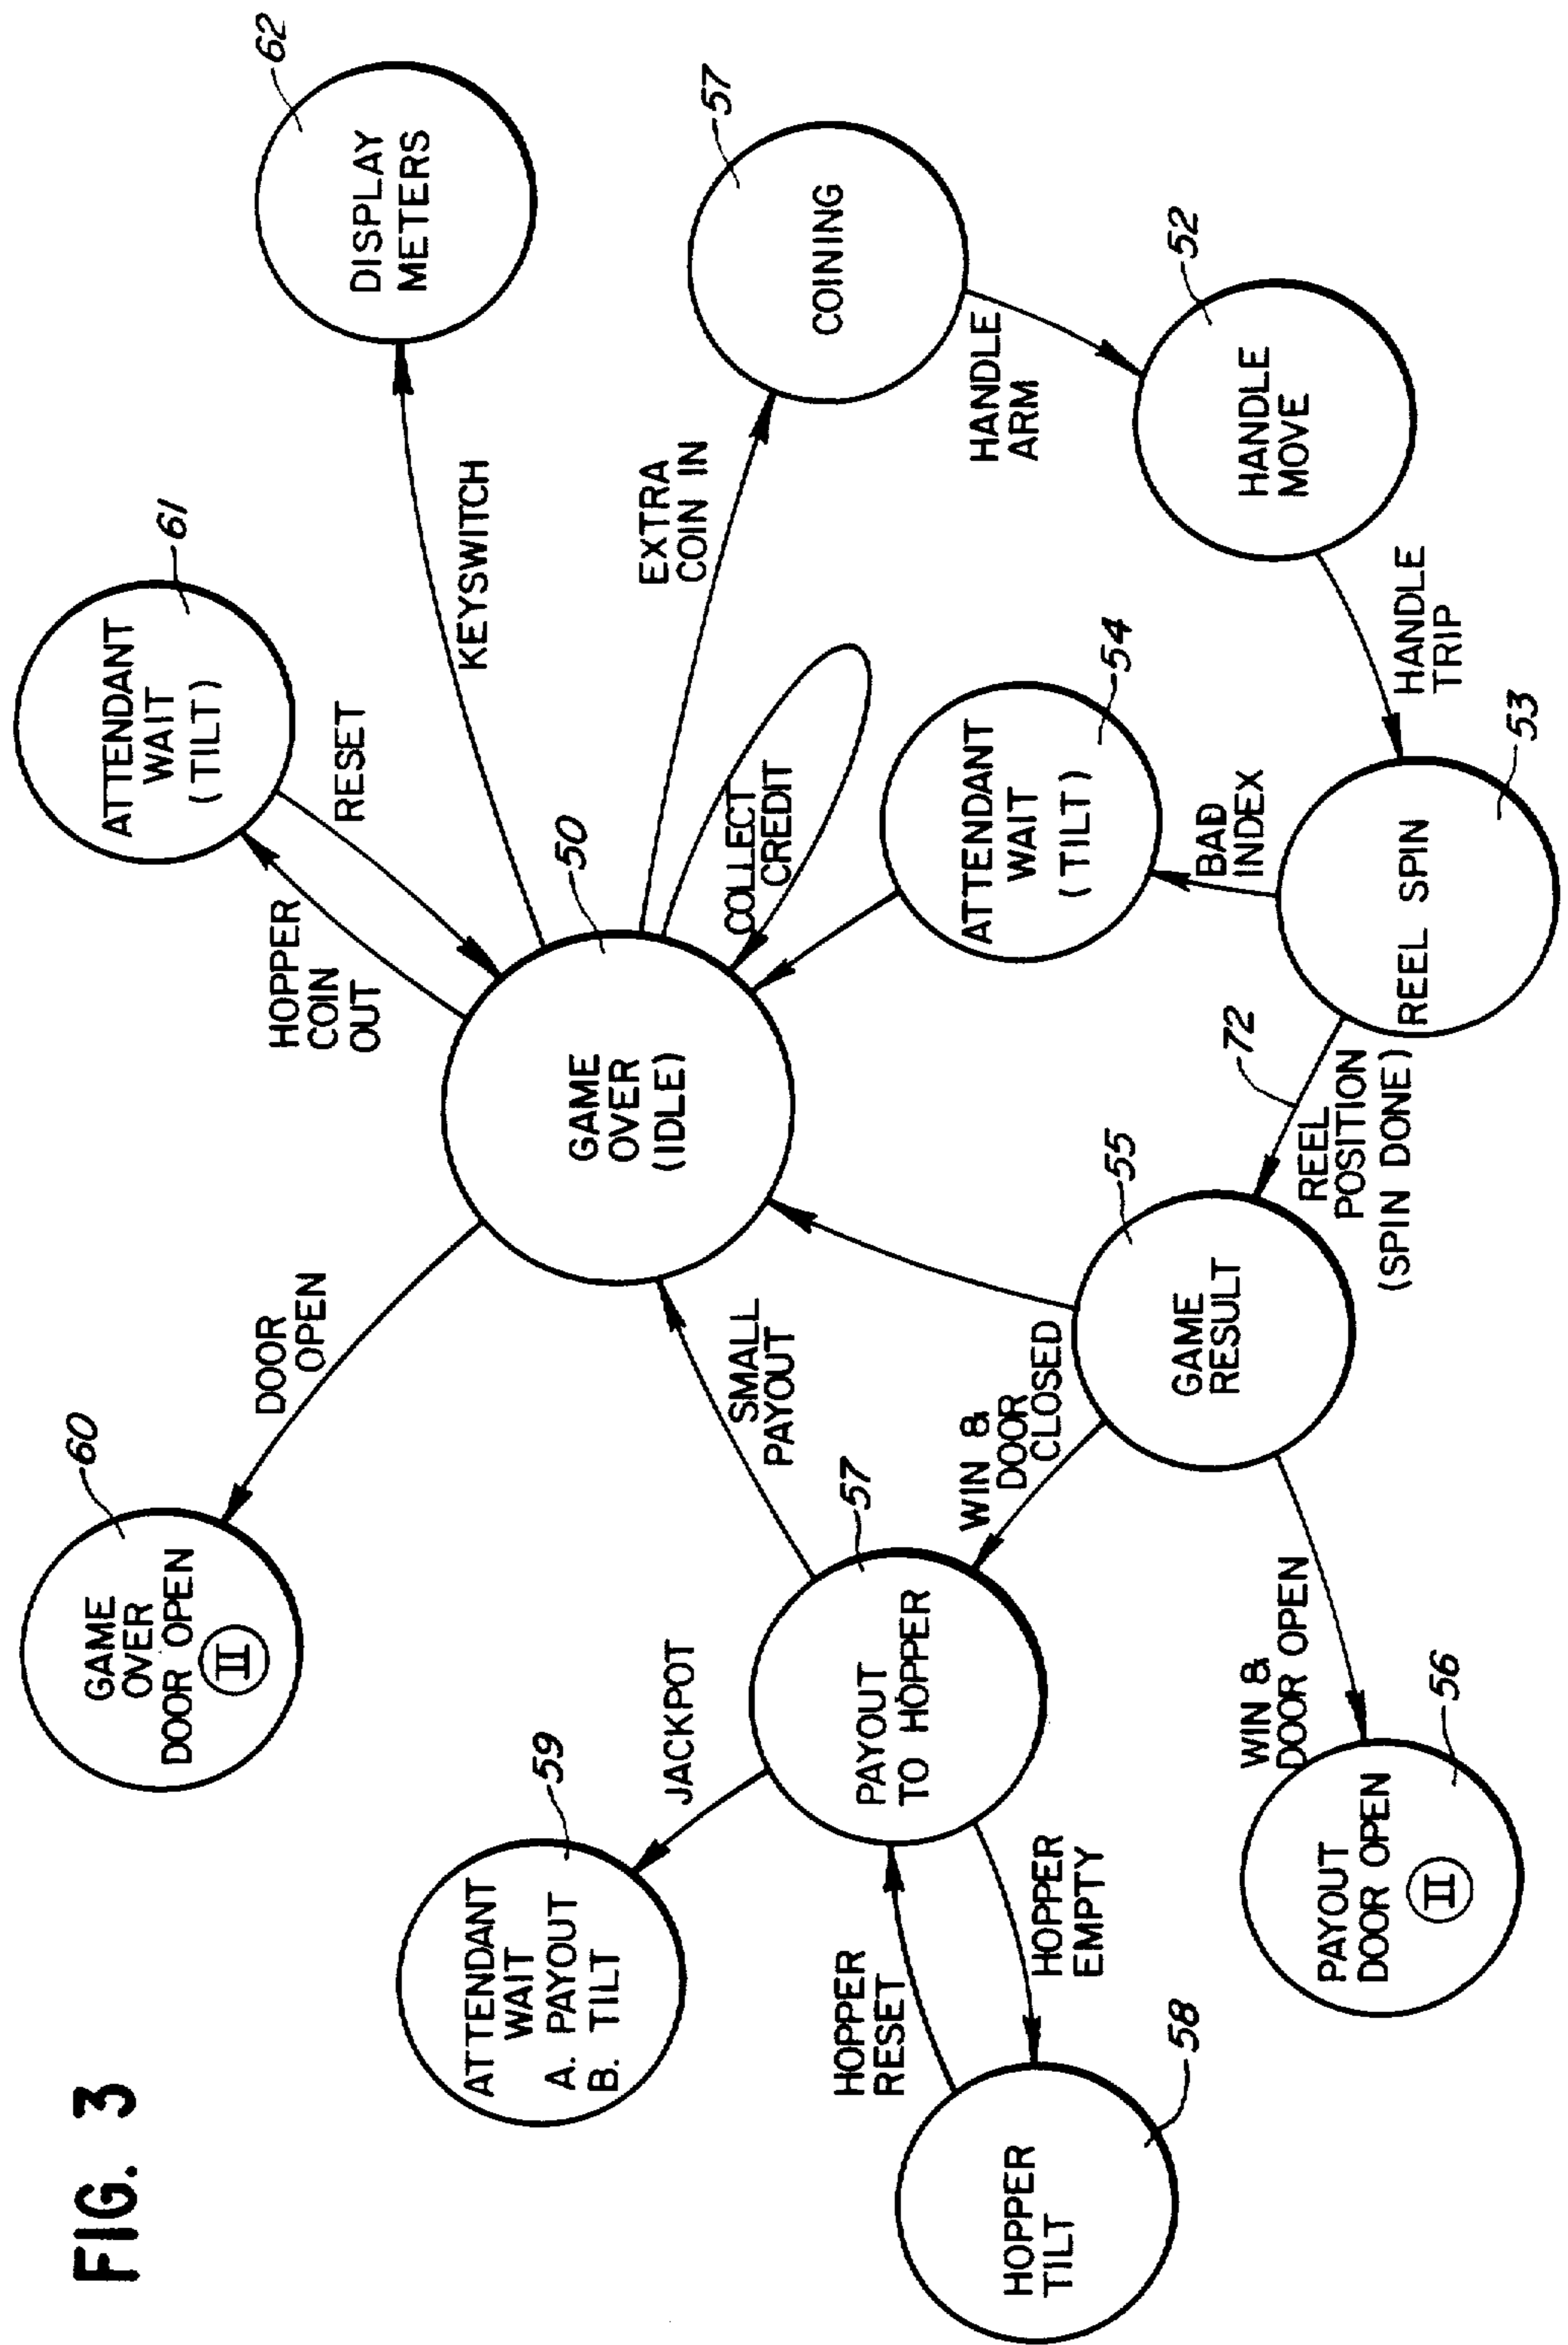 FIG. 3
GAME
OVER
DOOR OPEN
II
60
DOOR
OPEN
ATTENDANT
WAIT
(TILT)
61
HOPPER
COIN
OUT
RESET
DISPLAY
METERS
62
KEYSWITCH
ATTENDANT
WAIT
A. PAYOUT
B. TILT
59
JACKPOT
GAME
OVER
(IDLE)
50
EXTRA
COIN IN
COINING
57
COLLECT
CREDIT
SMALL
PAYOUT
PAYOUT
TO HOPPER
57
HOPPER
RESET
HOPPER
EMPTY
HOPPER
TILT
58
WIN &
DOOR
CLOSED
ATTENDANT
WAIT
(TILT)
54
HANDLE
ARM
HANDLE
MOVE
52
GAME
RESULT
55
72
BAD
INDEX
WIN &
DOOR OPEN
PAYOUT
DOOR OPEN
II
56
REEL
POSITION
(SPIN DONE)
REEL SPIN
53
HANDLE
TRIP